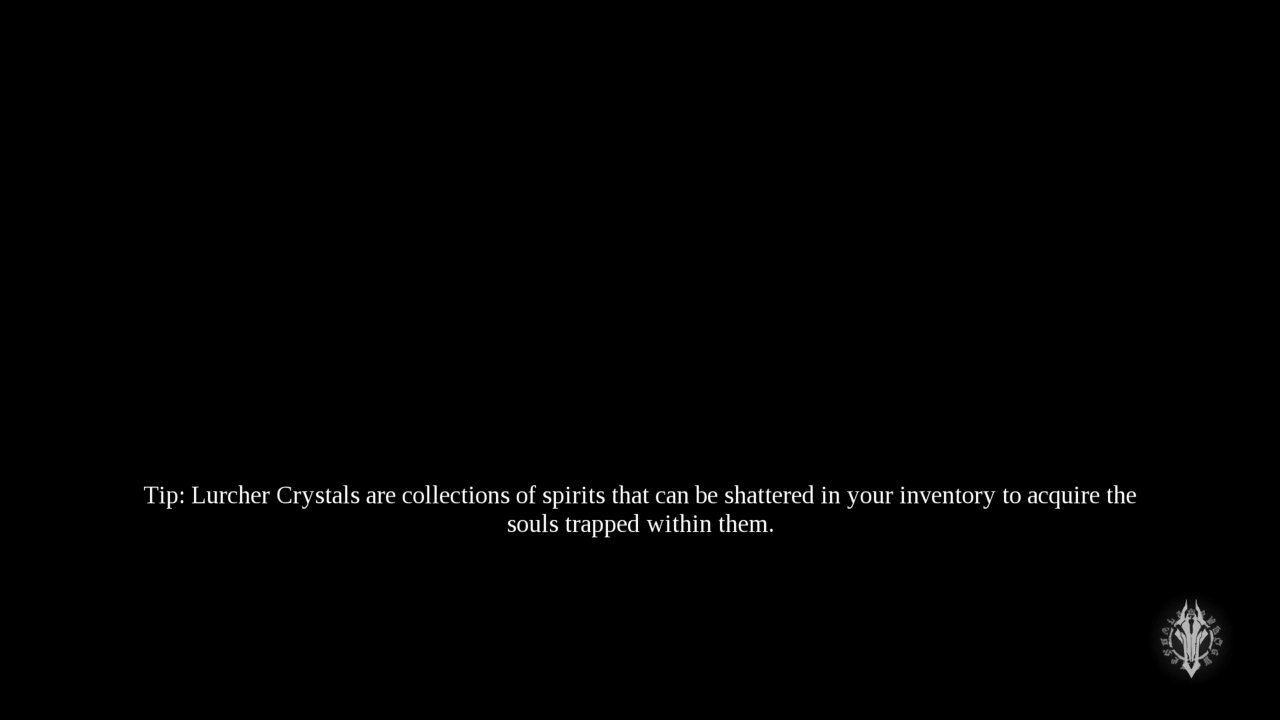 Tip: Lurcher Crystals are collections of spirits that can be shattered in your inventory to acquire the
souls trapped within them.